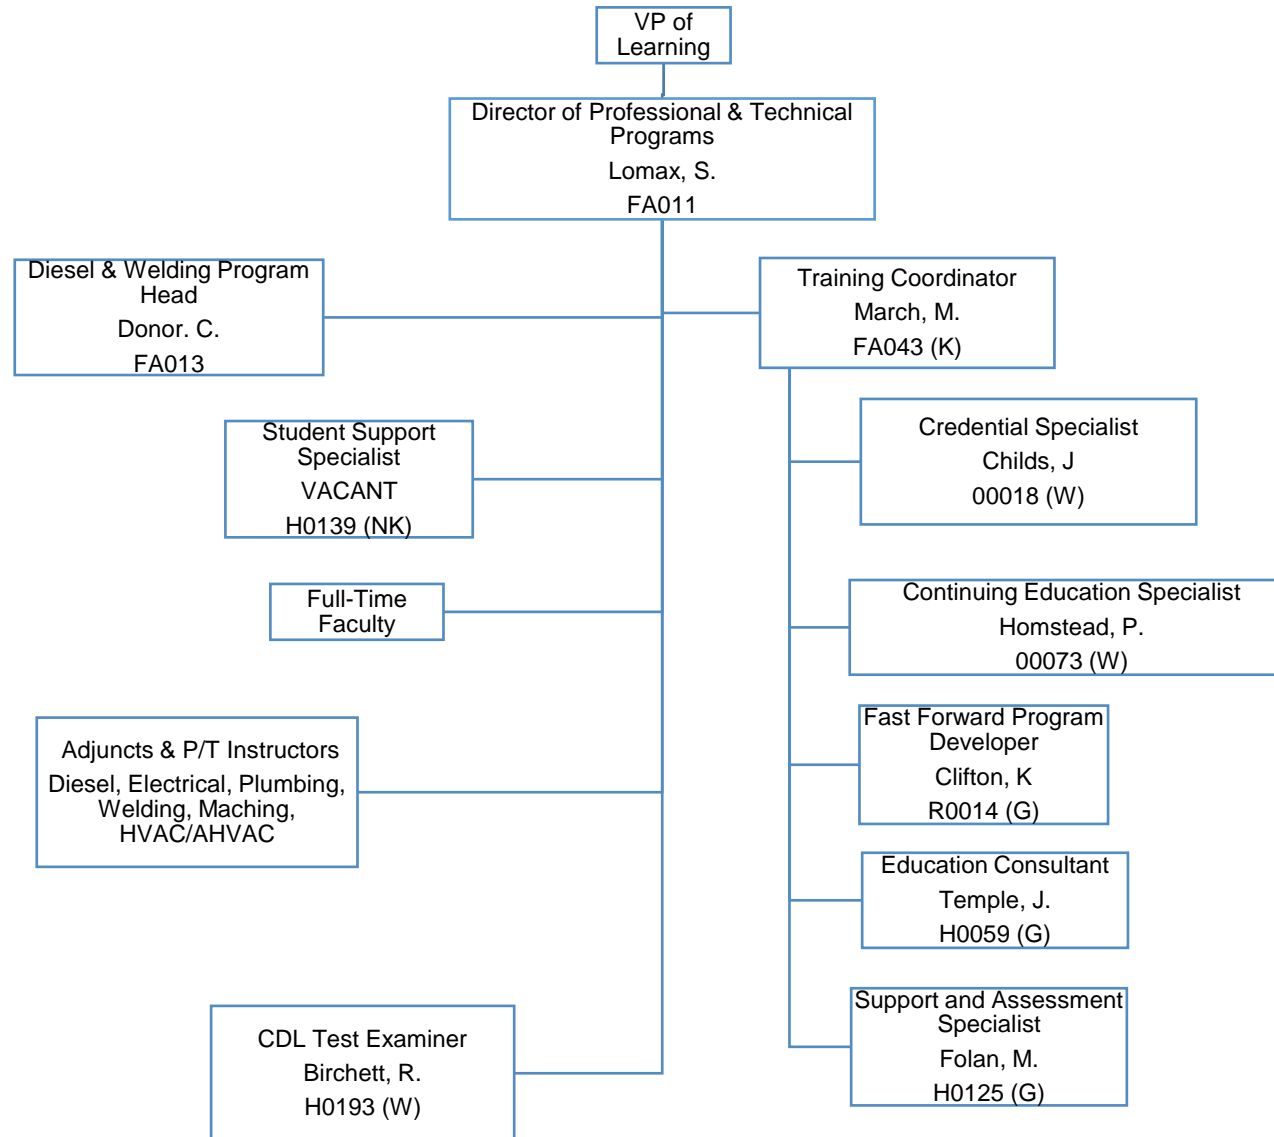 VP of
Learning
Director of Professional & Technical
Programs
Lomax, S.
FA011
Diesel & Welding Program
Head
Donor. C.
FA013
Training Coordinator
March, M.
FA043 (K)
Student Support
Specialist
VACANT
H0139 (NK)
Credential Specialist
Childs, J
00018 (W)
Full-Time
Faculty
Continuing Education Specialist
Homstead, P.
00073 (W)
Adjuncts & P/T Instructors
Diesel, Electrical, Plumbing,
Welding, Maching,
HVAC/AHVAC
Fast Forward Program
Developer
Clifton, K
R0014 (G)
Education Consultant
Temple, J.
H0059 (G)
CDL Test Examiner
Birchett, R.
H0193 (W)
Support and Assessment
Specialist
Folan, M.
H0125 (G)